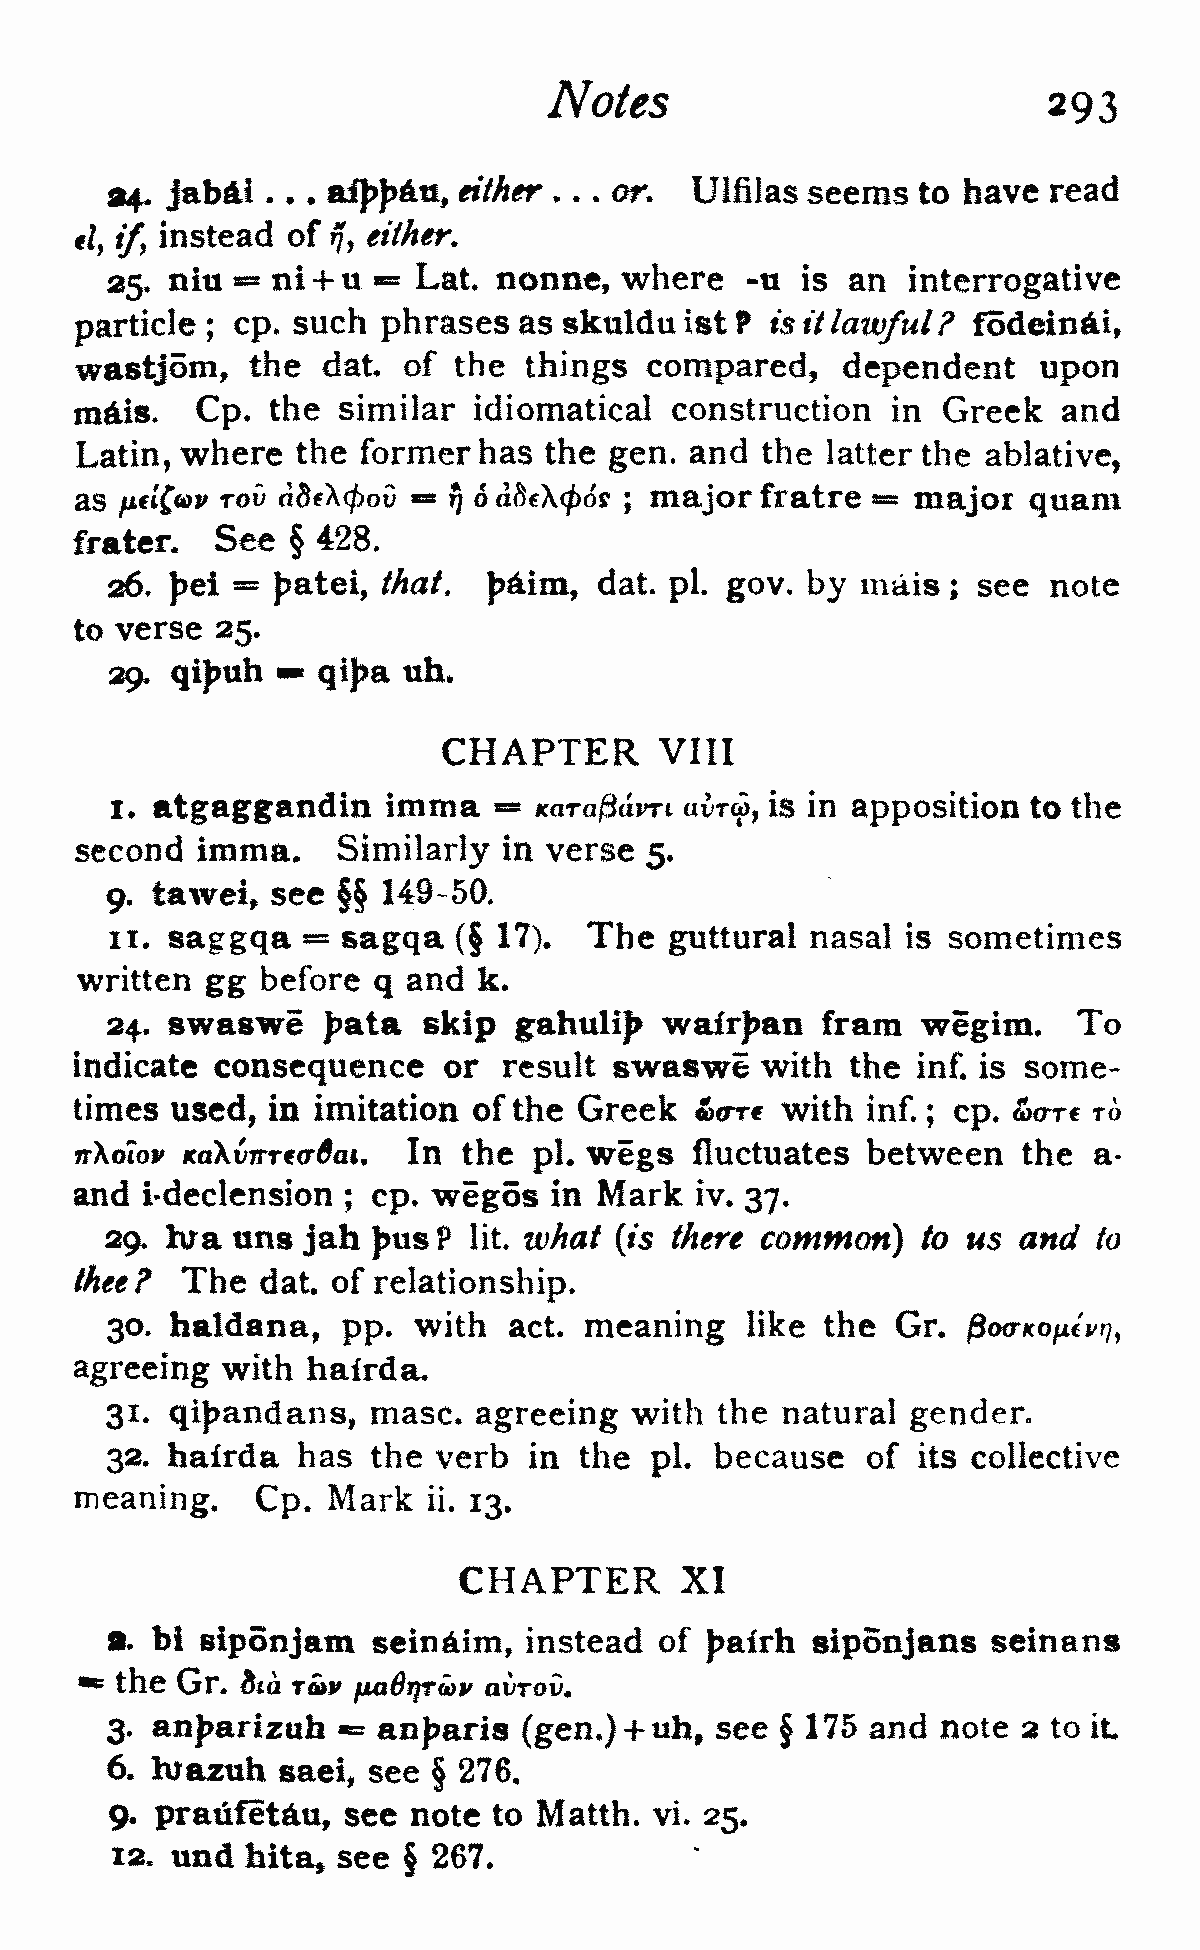 Notes 293
24. jabái . . . aíþþáu, either . . . or. Ulfilas seems to have read
εἰ, if, instead of ἤ, either.
25. niu = ni + u = Lat. nonne, where -u is an interrogative
particle ; cp. such phrases as skuldu ist ? is it lawful ? fōdeinái,
wastjōm, the dat. of the things compared, dependent upon
máis. Cp. the similar idiomatical construction in Greek and
Latin, where the former has the gen. and the latter the ablative,
as μείζων τοῦ ἀδελφοῦ = ἢ ὁ ἀδελφός ; major fratre = major quam
frater. See § 428.
26. þei = þatei, that. þáim, dat. pl. gov. by máis ; see note
to verse 25.
29. qiþuh = qiþa uh.
CHAPTER VIII
1. atgaggandin imma = καταβάντι αὐτῷ, is in apposition to the
second imma. Similarly in verse 5.
9. tawei, see §§ 149-50.
11. saggqa = sagqa (§ 17). The guttural nasal is sometimes
written gg before q and k.
24. swaswē þata skip gahuliþ waírþan fram wēgim. To
indicate consequence or result swaswē with the inf. is some-
times used, in imitation of the Greek ὥστε with inf. ; cp. ὥστε τὸ
πλοῖον καλύπτεσθαι. In the pl. wēgs fluctuates between the a-
and i-declension ; cp. wēgōs in Mark iv. 37.
29. ƕa uns jah þus ? lit. what (is there common) to us and to
thee ? The dat. of relationship.
30. haldana, pp. with act. meaning like the Gr. βοσκομένη,
agreeing with haírda.
31. qiþandans, masc. agreeing with the natural gender.
32. haírda has the verb in the pl. because of its collective
meaning. Cp. Mark ii. 13.
CHAPTER XI
2. bi sipōnjam seináim, instead of þaírh sipōnjans seinans
= the Gr. διὰ τῶν μαθητῶν αὐτοῦ.
3. anþarizuh = anþaris (gen.) + uh, see § 175 and note 2 to it.
6. ƕazuh saei, see § 276.
9. praúfētáu, see note to Matth. vi. 25.
12. und hita, see § 267.